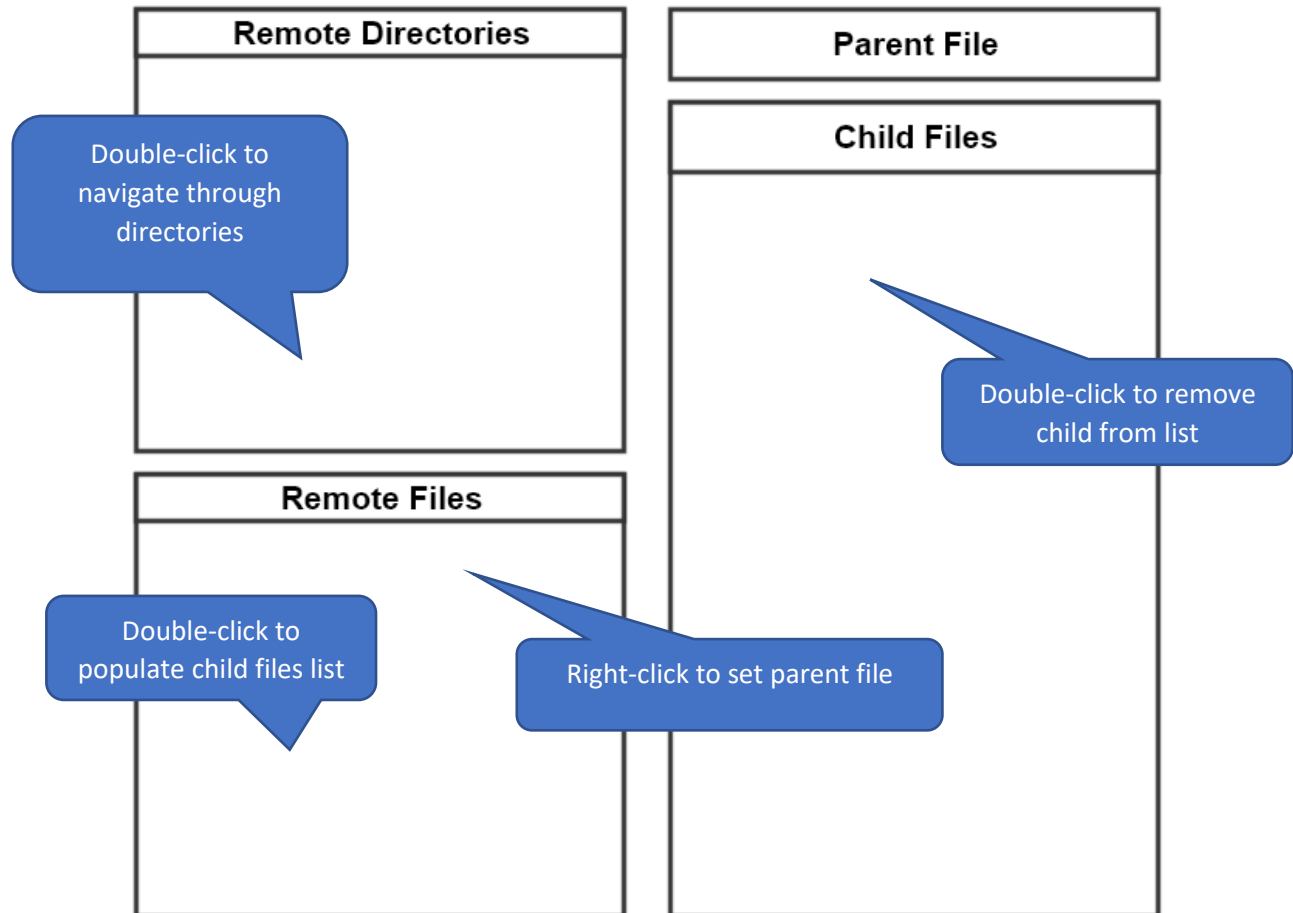 Remote Directories
Double-click to
navigate through
directories
Remote Files
Double-click to
populate child files list
Right-click to set parent file
Parent File
Child Files
Double-click to remove
child from list